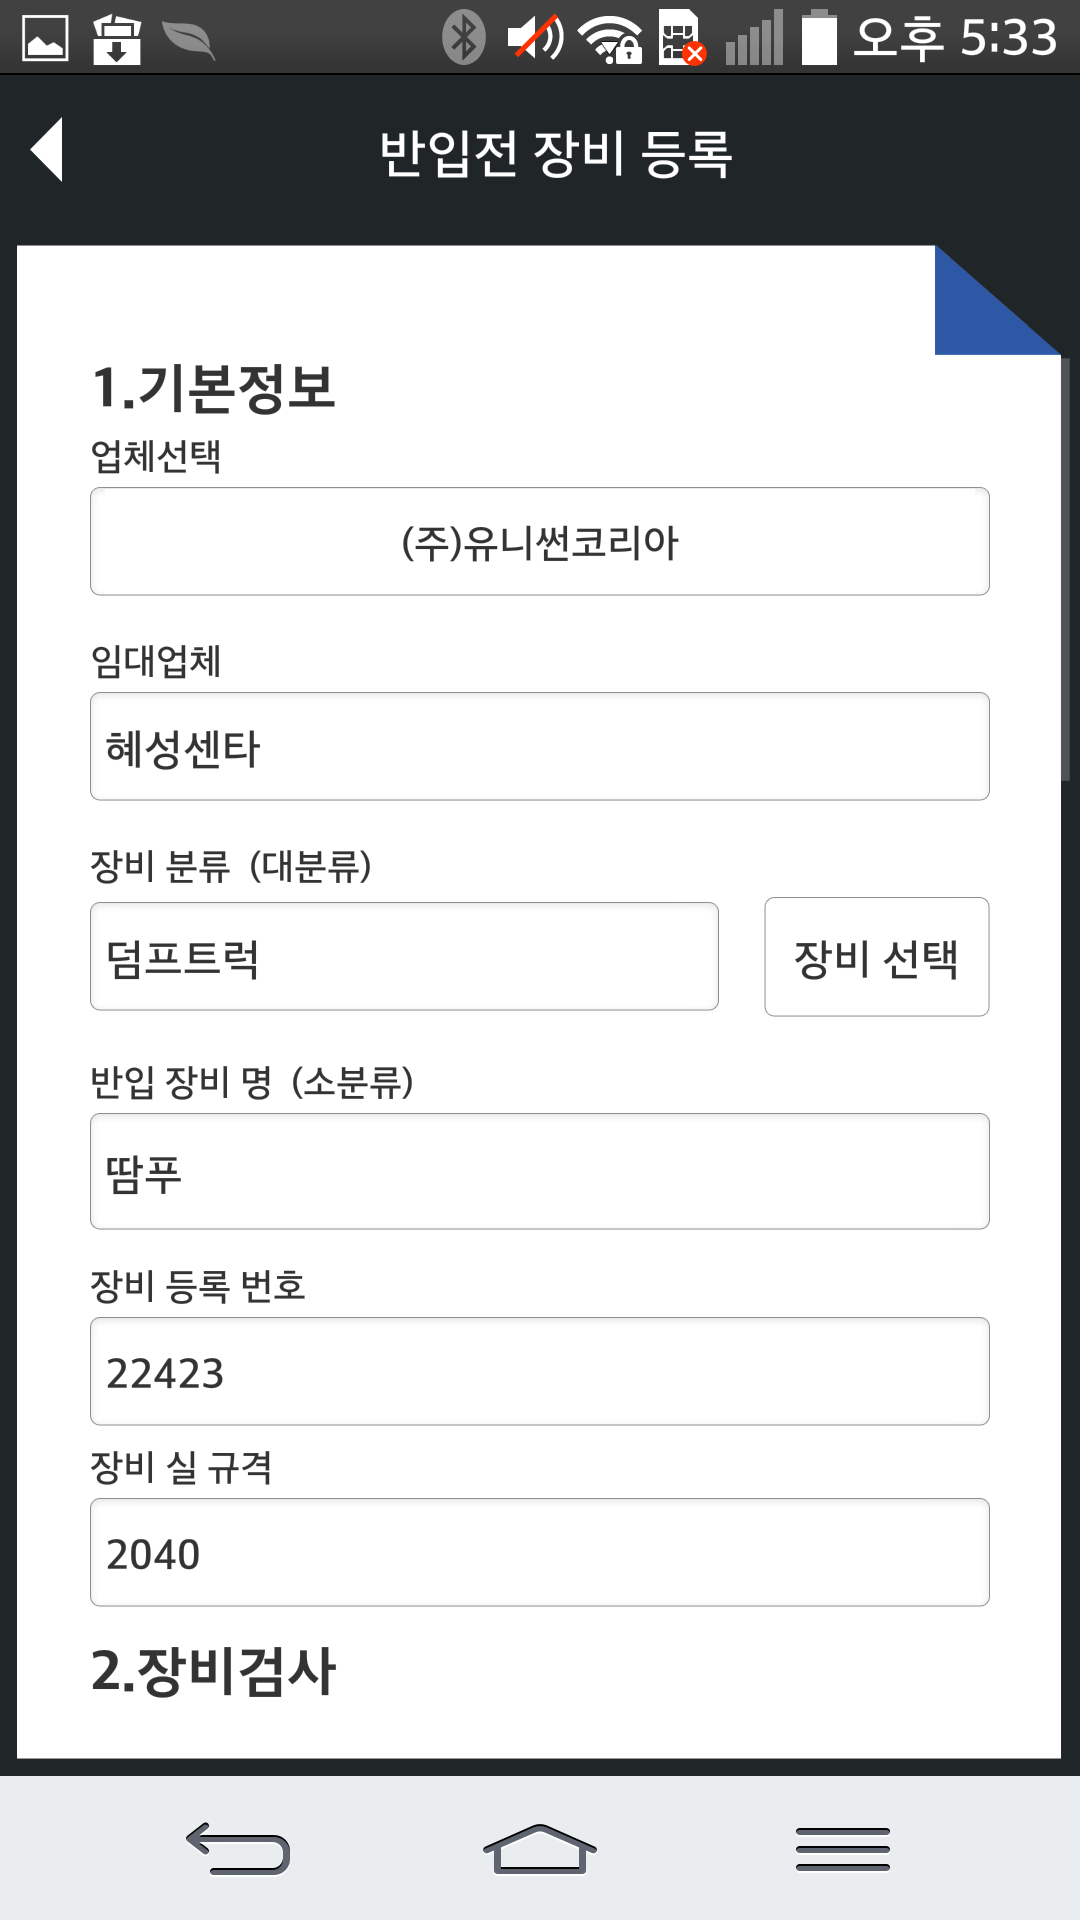 오후 5:33
반입전 장비 등록
1.기본정보
업체선택
(주)유니썬코리아
임대업체
혜성센타
장비 분류 (대분류)
덤프트럭
장비 선택
반입 장비 명 (소분류)
땀푸
장비 등록 번호
22423
장비 실 규격
2040
2.장비검사